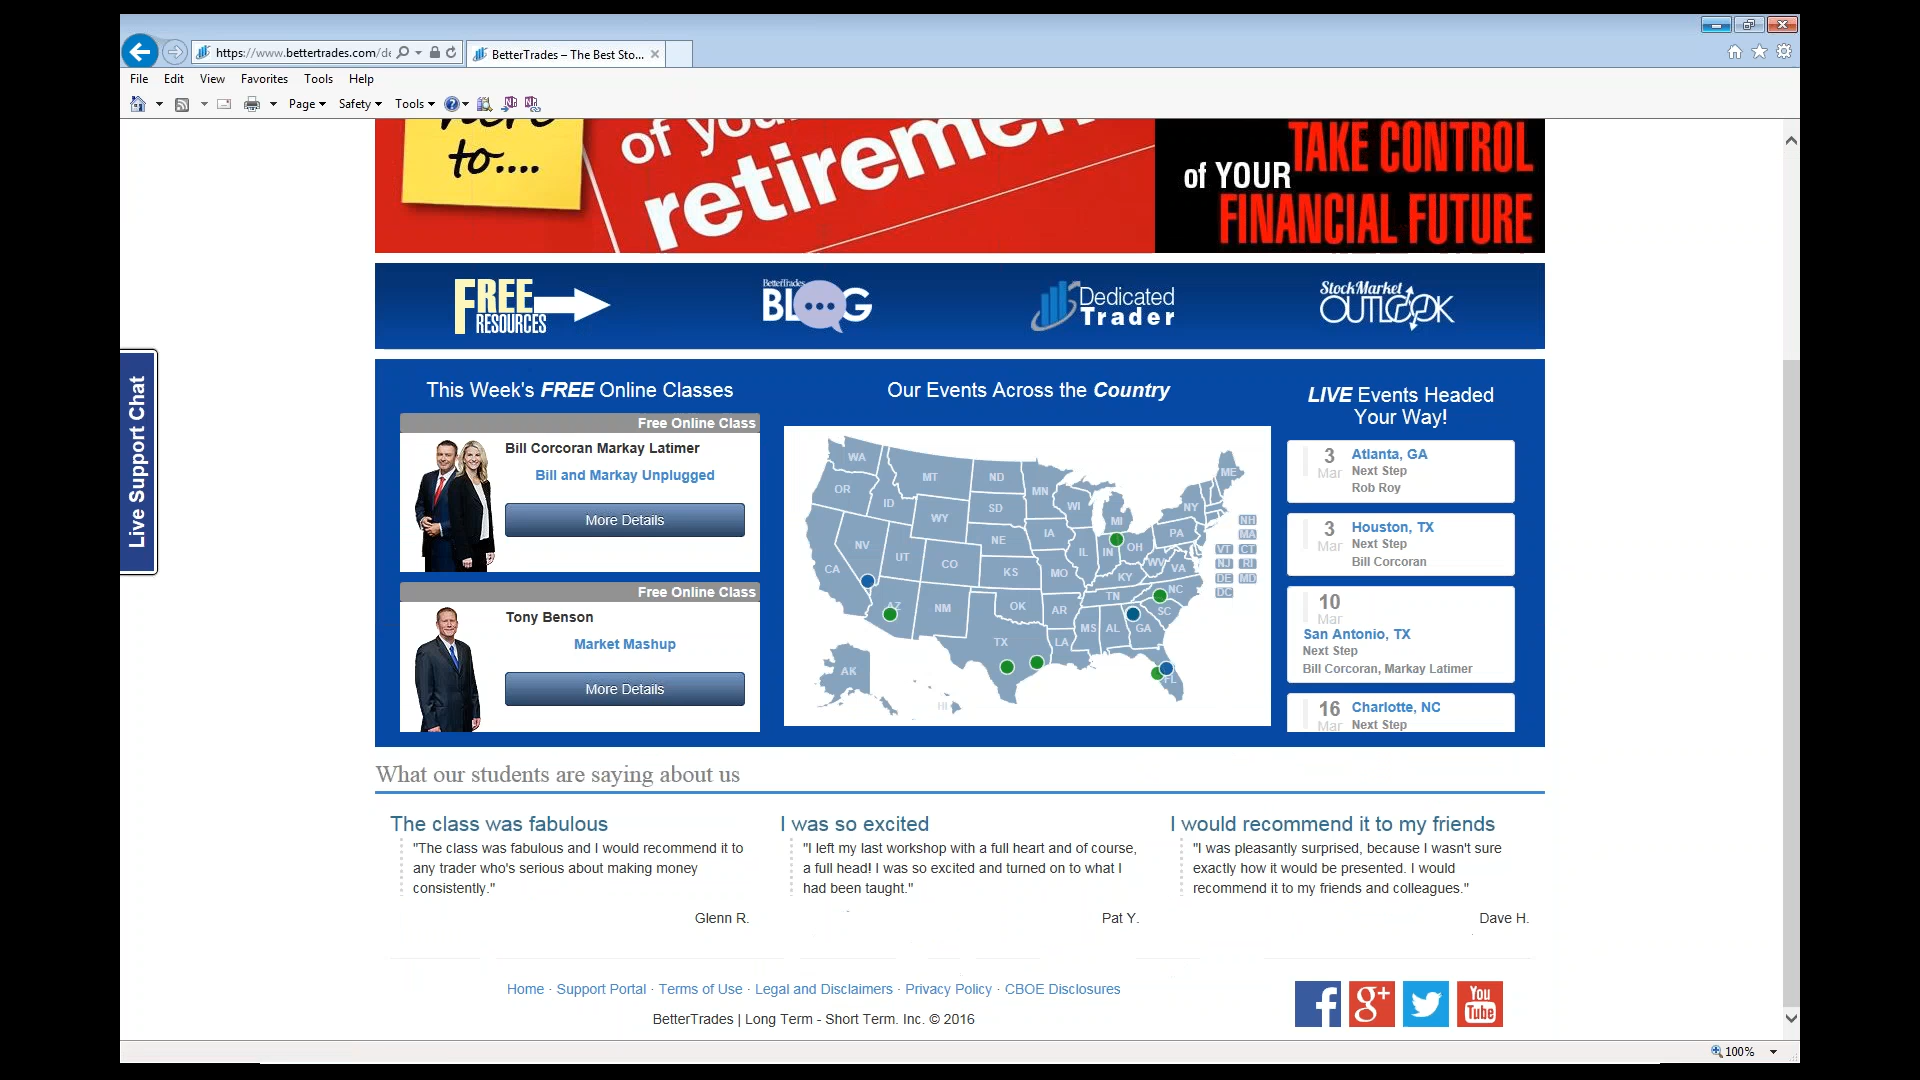 https://www.bettertrades.com/de
BetterTrades – The Best Sto...
File Edit View Favorites Tools Help
Page Safety Tools
here
to....
of your
retirement
TAKE CONTROL
of YOUR
FINANCIAL FUTURE
FREE
RESOURCES
BetterTrades
BLOG
Dedicated
Trader
StockMarket
OUTLOOK
Live Support Chat
This Week's FREE Online Classes
Free Online Class
Bill Corcoran Markay Latimer
Bill and Markay Unplugged
More Details
Free Online Class
Tony Benson
Market Mashup
More Details
Our Events Across the Country
WA
MT
ND
MN
ME
OR
ID
SD
WI
MI
NY
WY
NH
MA
NV
UT
NE
IA
IL
IN
OH
PA
VT CT
CA
CO
KS
MO
KY
WV
VA
NJ RI
DE MD
DC
AZ
NM
OK
AR
TN
NC
SC
MS
AL
GA
TX
LA
AK
FL
HI
LIVE Events Headed
Your Way!
3
Mar
Atlanta, GA
Next Step
Rob Roy
3
Mar
Houston, TX
Next Step
Bill Corcoran
10
Mar
San Antonio, TX
Next Step
Bill Corcoran, Markay Latimer
16
Mar
Charlotte, NC
Next Step
What our students are saying about us
The class was fabulous
"The class was fabulous and I would recommend it to
any trader who's serious about making money
consistently."
Glenn R.
I was so excited
"I left my last workshop with a full heart and of course,
a full head! I was so excited and turned on to what I
had been taught."
Pat Y.
I would recommend it to my friends
"I was pleasantly surprised, because I wasn't sure
exactly how it would be presented. I would
recommend it to my friends and colleagues."
Dave H.
Home · Support Portal · Terms of Use · Legal and Disclaimers · Privacy Policy · CBOE Disclosures
BetterTrades | Long Term - Short Term. Inc. © 2016
f
g+
You
Tube
100%